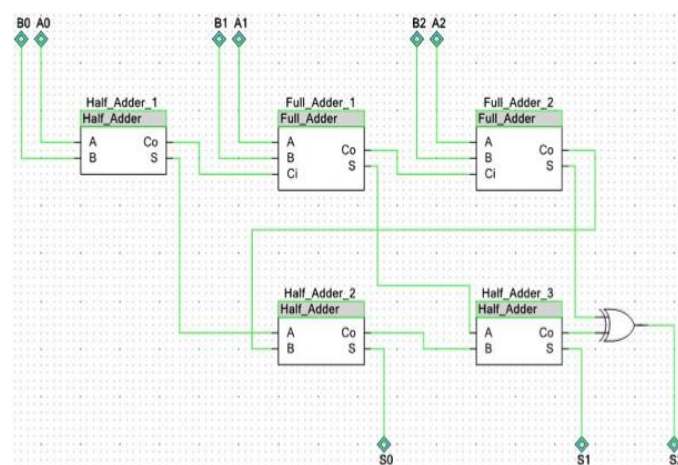 B0 A0
B1 A1
B2 A2
Half_Adder_1
Half_Adder
A
B
Co
S
Full_Adder_1
Full_Adder
A
B
Ci
Co
S
Full_Adder_2
Full_Adder
A
B
Ci
Co
S
Half_Adder_2
Half_Adder
A
B
Co
S
Half_Adder_3
Half_Adder
A
B
Co
S
S0
S1